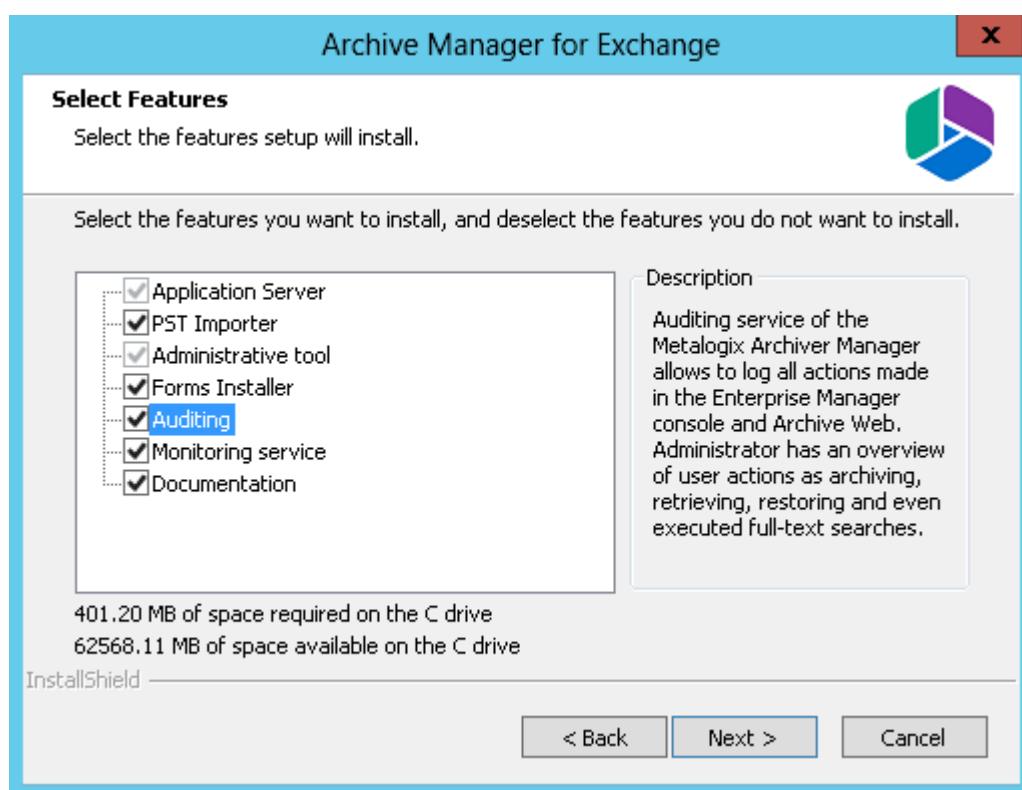 Archive Manager for Exchange
x
Select Features
Select the features setup will install.
Select the features you want to install, and deselect the features you do not want to install.
Application Server
PST Importer
Administrative tool
Forms Installer
Auditing
Monitoring service
Documentation
Description
Auditing service of the
Metalogix Archiver Manager
allows to log all actions made
in the Enterprise Manager
console and Archive Web.
Administrator has an overview
of user actions as archiving,
retrieving, restoring and even
executed full-text searches.
401.20 MB of space required on the C drive
62568.11 MB of space available on the C drive
InstallShield
< Back
Next >
Cancel